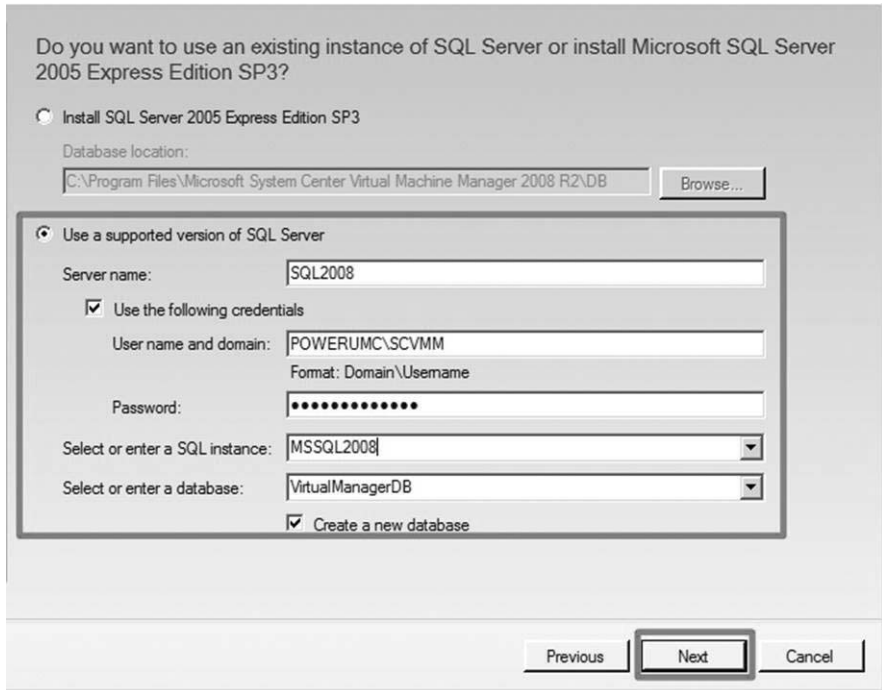 Do you want to use an existing instance of SQL Server or install Microsoft SQL Server
2005 Express Edition SP3?
Install SQL Server 2005 Express Edition SP3
Database location:
C:\Program Files\Microsoft System Center Virtual Machine Manager 2008 R2\DB
Browse...
Use a supported version of SQL Server
Server name:
SQL2008
Use the following credentials
User name and domain:
POWERUMC\SCVMM
Format: Domain\Username
Password:
●●●●●●●●●●●●●
Select or enter a SQL instance:
MSSQL2008
Select or enter a database:
VirtualManagerDB
Create a new database
Previous
Next
Cancel